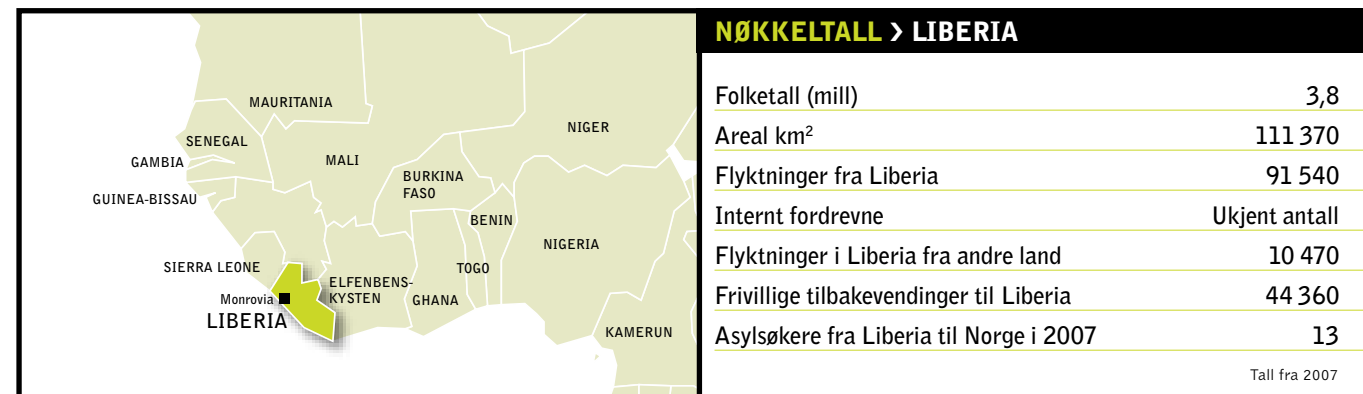 MAURITANIA
NIGER
SENEGAL
MALI
GAMBIA
BURKINA
FASO
GUINEA-BISSAU
BENIN
NIGERIA
SIERRA LEONE
TOGO
ELFENBENS-
KYSTEN
GHANA
Monrovia
LIBERIA
KAMERUN
NØKKELTALL › LIBERIA
Folketall (mill) 3,8
Areal km² 111 370
Flyktninger fra Liberia 91 540
Internt fordrevne Ukjent antall
Flyktninger i Liberia fra andre land 10 470
Frivillige tilbakevendinger til Liberia 44 360
Asylsøkere fra Liberia til Norge i 2007 13
Tall fra 2007